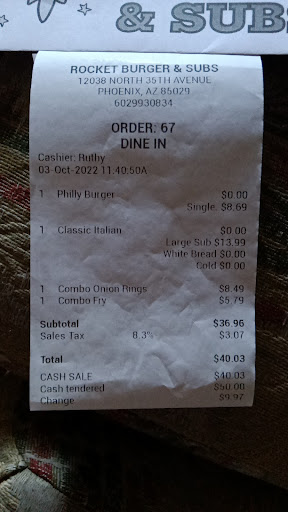 & SUBS
ROCKET BURGER & SUBS
12038 NORTH 35TH AVENUE
PHOENIX, AZ 85029
6029930834
ORDER: 67
DINE IN
Cashier: Ruthy
03-Oct-2022 11:40:50A
1 Philly Burger $0.00
Single $8.69
1 Classic Italian $0.00
Large Sub $13.99
White Bread $0.00
Cold $0.00
1 Combo Onion Rings $8.49
1 Combo Fry $5.79
Subtotal $36.96
Sales Tax 8.3% $3.07
Total $40.03
CASH SALE $40.03
Cash tendered $50.00
Change $9.97